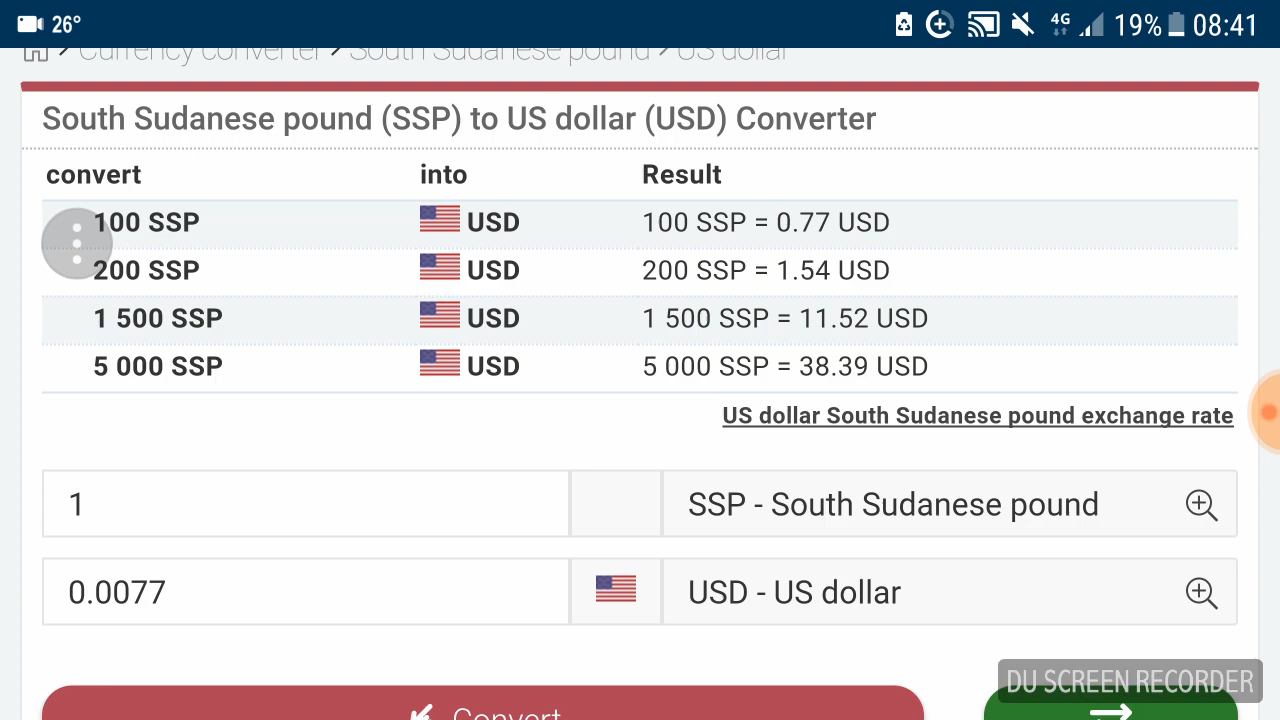 26° 4G 19% 08:41
Currency converter > South Sudanese pound > US dollar
South Sudanese pound (SSP) to US dollar (USD) Converter
convert into Result
100 SSP USD 100 SSP = 0.77 USD
200 SSP USD 200 SSP = 1.54 USD
1 500 SSP USD 1 500 SSP = 11.52 USD
5 000 SSP USD 5 000 SSP = 38.39 USD
US dollar South Sudanese pound exchange rate
1 SSP - South Sudanese pound
0.0077 USD - US dollar
DU SCREEN RECORDER
Convert